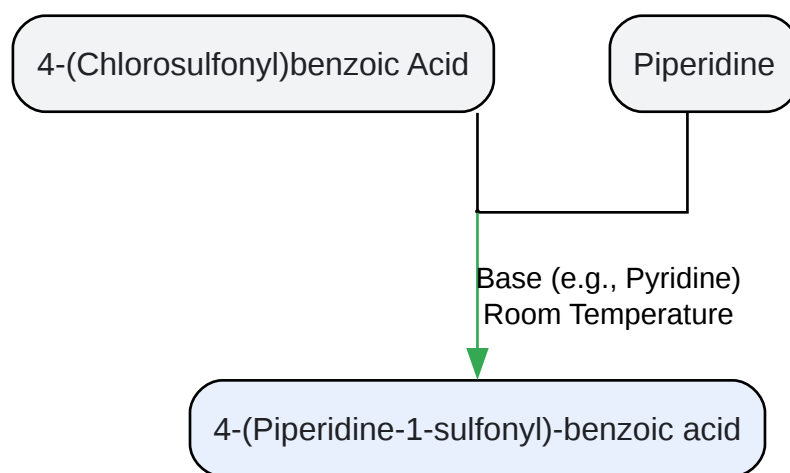 4-(Chlorosulfonyl)benzoic Acid
Piperidine
Base (e.g., Pyridine)
Room Temperature
4-(Piperidine-1-sulfonyl)-benzoic acid